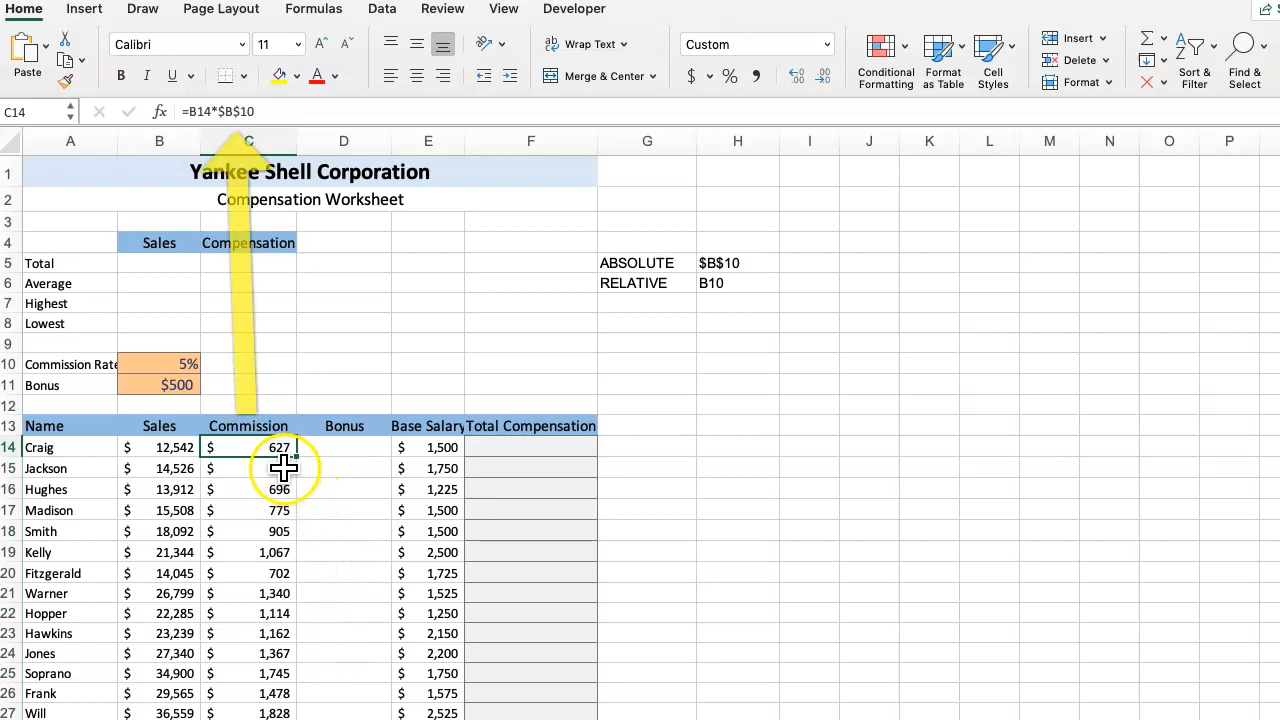 Home Insert Draw Page Layout Formulas Data Review View Developer
Calibri 11 Wrap Text Custom Insert
Paste B I U A Merge & Center $ % Conditional Formatting Format as Table Cell Styles Delete Format Sort & Filter Find & Select
C14 fx =B14*$B$10
A B C D E F G H I J K L M N O P
1 Yankee Shell Corporation
2 Compensation Worksheet
3
4 Sales Compensation
5 Total ABSOLUTE $B$10
6 Average RELATIVE B10
7 Highest
8 Lowest
9
10 Commission Rate 5%
11 Bonus $500
12
13 Name Sales Commission Bonus Base Salary Total Compensation
14 Craig $ 12,542 $ 627 $ 1,500
15 Jackson $ 14,526 $ $ 1,750
16 Hughes $ 13,912 $ 696 $ 1,225
17 Madison $ 15,508 $ 775 $ 1,500
18 Smith $ 18,092 $ 905 $ 1,500
19 Kelly $ 21,344 $ 1,067 $ 2,500
20 Fitzgerald $ 14,045 $ 702 $ 1,725
21 Warner $ 26,799 $ 1,340 $ 1,525
22 Hopper $ 22,285 $ 1,114 $ 1,250
23 Hawkins $ 23,239 $ 1,162 $ 2,150
24 Jones $ 27,340 $ 1,367 $ 2,200
25 Soprano $ 34,900 $ 1,745 $ 1,750
26 Frank $ 29,565 $ 1,478 $ 1,575
27 Will $ 36,559 $ 1,828 $ 2,525